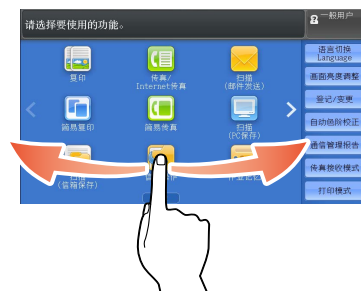 请选择要使用的功能。
一般用户
复印
传真/
Internet传真
扫描
(邮件发送)
简易复印
简易传真
扫描
(PC保存)
扫描
(信箱保存)
语言切换
Language
画面亮度调整
登记/变更
自动色阶校正
通信管理报告
传真接收模式
打印模式